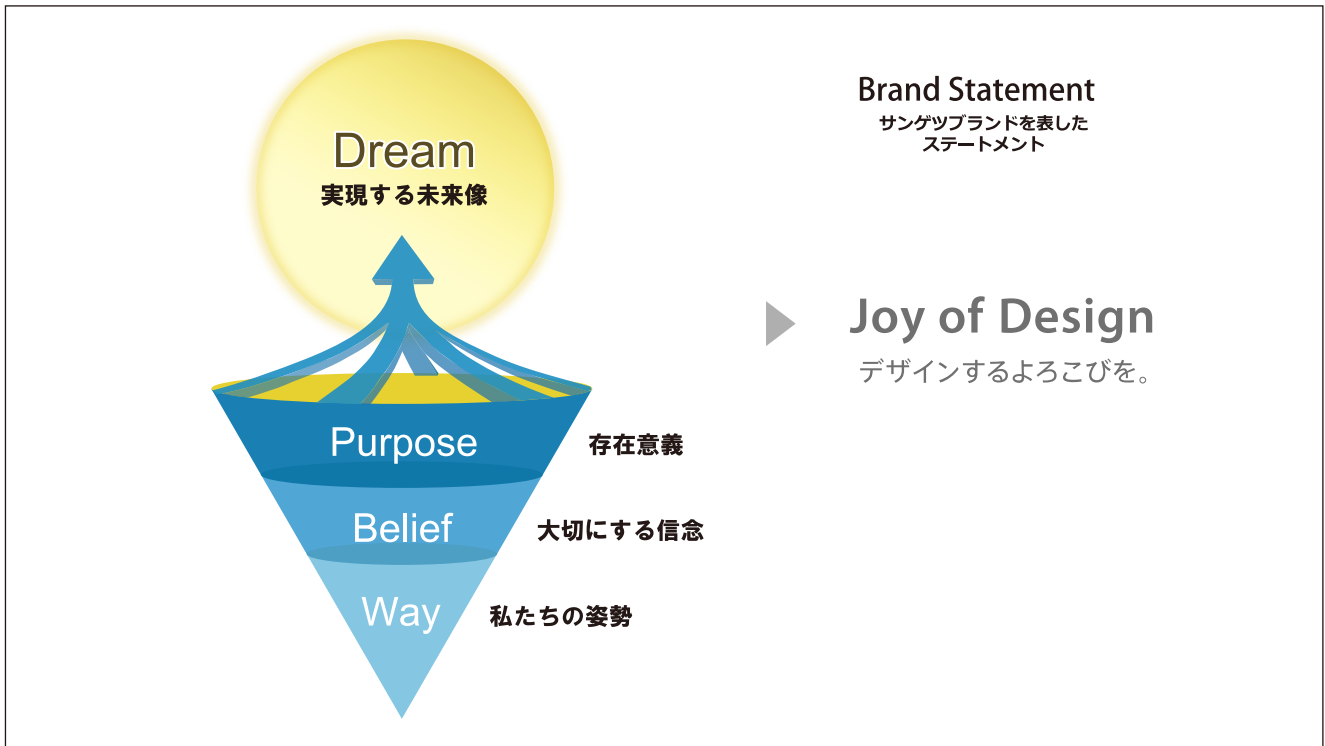 Dream
実現する未来像
Purpose
存在意義
Belief
大切にする信念
Way
私たちの姿勢
Brand Statement
サンゲツブランドを表した
ステートメント
Joy of Design
デザインするよろこびを。